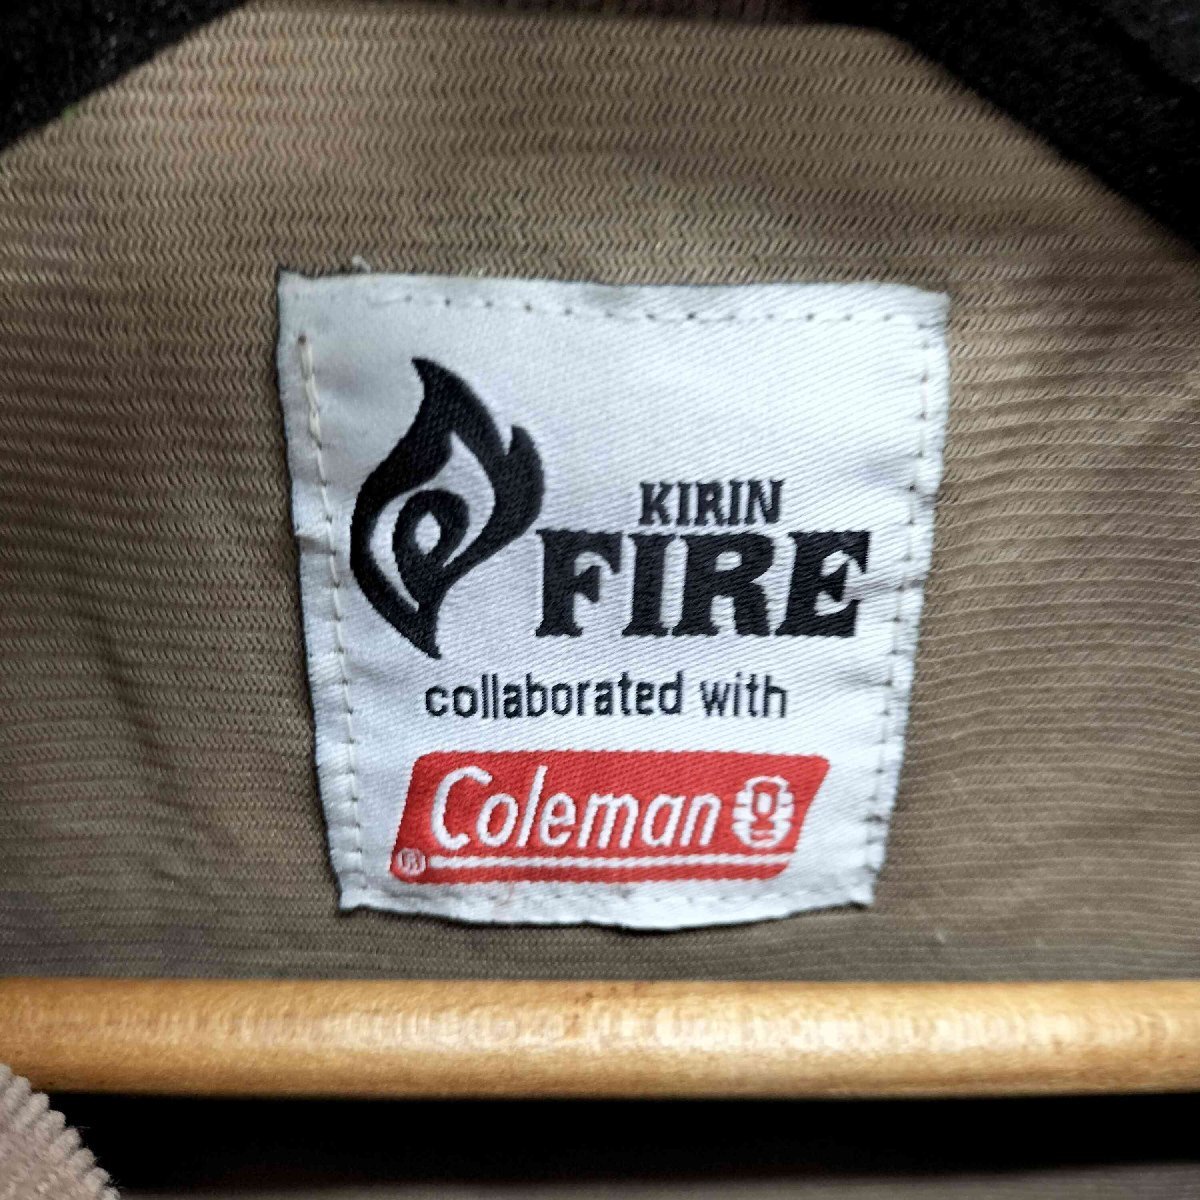 KIRIN
FIRE
collaborated with
Coleman
®